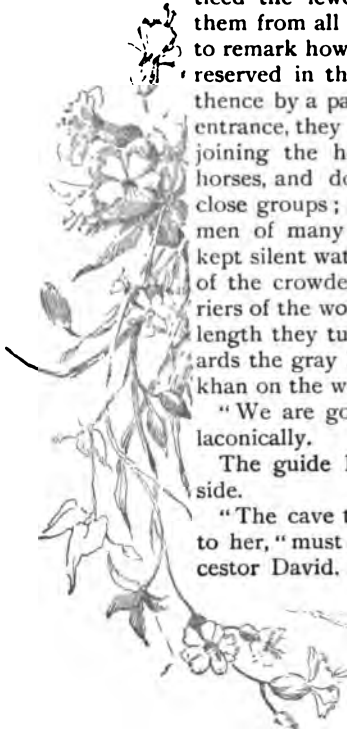 them from all
to remark how
reserved in th
thence by a pa
entrance, they
joining the h
horses, and do
close groups ;
men of many
kept silent wat
of the crowde
riers of the wo
length they tu
ards the gray
khan on the w
"We are go
laconically.
The guide l
side.
"The cave t
to her, "must
cestor David.